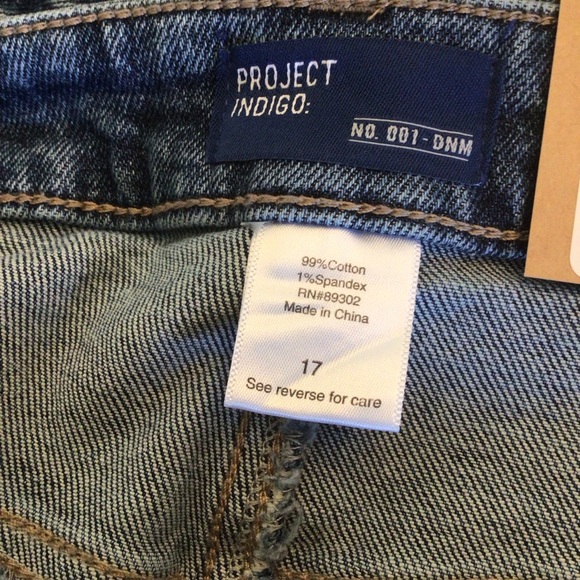 PROJECT
INDIGO:
NO. 001-DNM
99%Cotton
1%Spandex
RN#89302
Made in China
17
See reverse for care